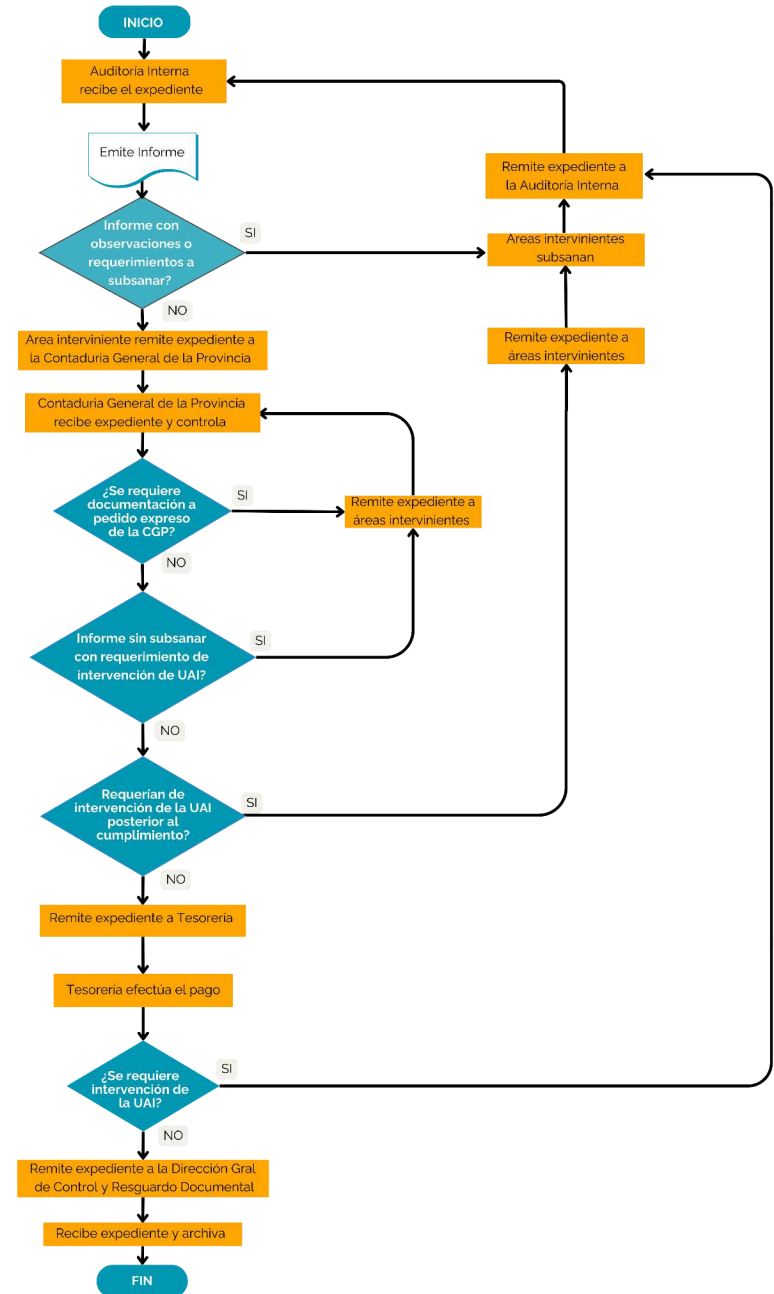 INICIO
Auditoría Interna
recibe el expediente
Emite Informe
Remite expediente a
la Auditoría Interna
Informe con
observaciones o
requerimientos a
subsanar?
SI
Areas intervinientes
subsanan
NO
Area interviniente remite expediente a
la Contaduria General de la Provincia
Remite expediente a
áreas intervinientes
Contaduría General de la Provincia
recibe expediente y controla
¿Se requiere
documentación a
pedido expreso
de la CGP?
SI
Remite expediente a
áreas intervinientes
NO
Informe sin subsanar
con requerimiento de
intervención de UAI?
SI
NO
Requerían de
intervención de la UAI
posterior al
cumplimiento?
SI
NO
Remite expediente a Tesorería
Tesorería efectúa el pago
¿Se requiere
intervención de
la UAI?
SI
NO
Remite expediente a la Dirección Gral
de Control y Resguardo Documental
Recibe expediente y archiva
FIN